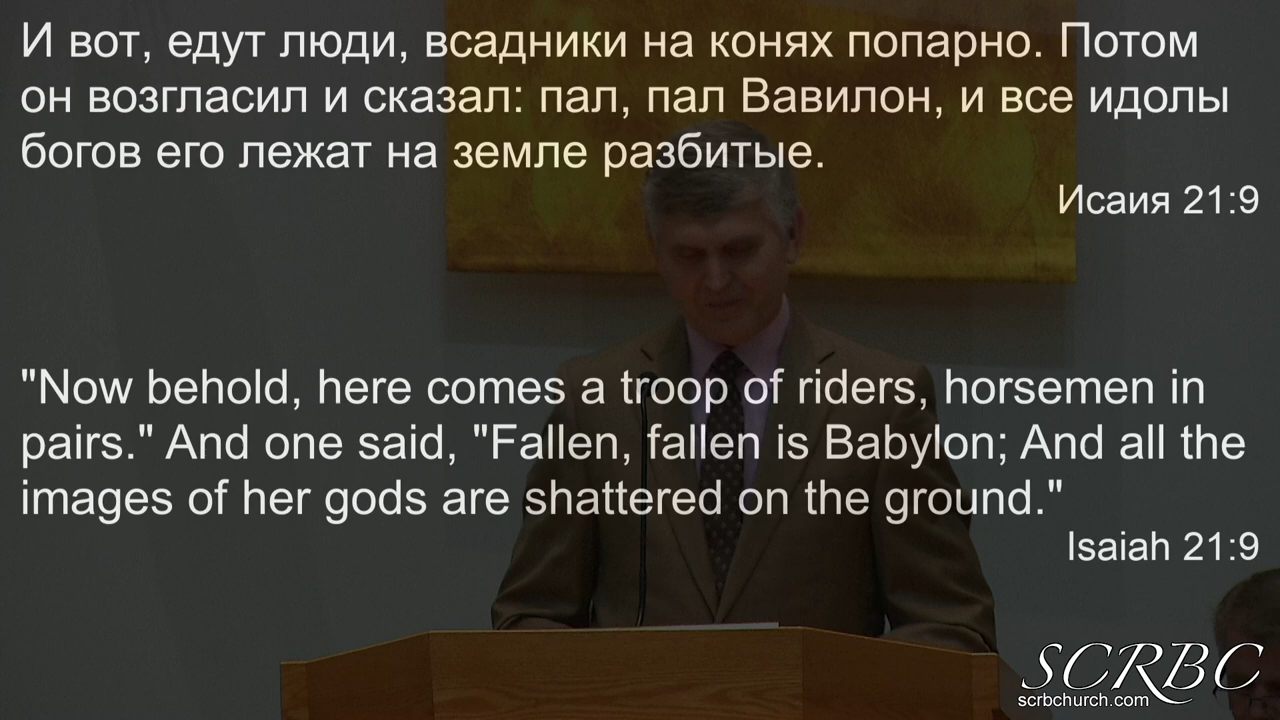 И вот, едут люди, всадники на конях попарно. Потом
он возгласил и сказал: пал, пал Вавилон, и все идолы
богов его лежат на земле разбитые.
Исаия 21:9
"Now behold, here comes a troop of riders, horsemen in
pairs." And one said, "Fallen, fallen is Babylon; And all the
images of her gods are shattered on the ground."
Isaiah 21:9
SCRBC
scrbchurch.com